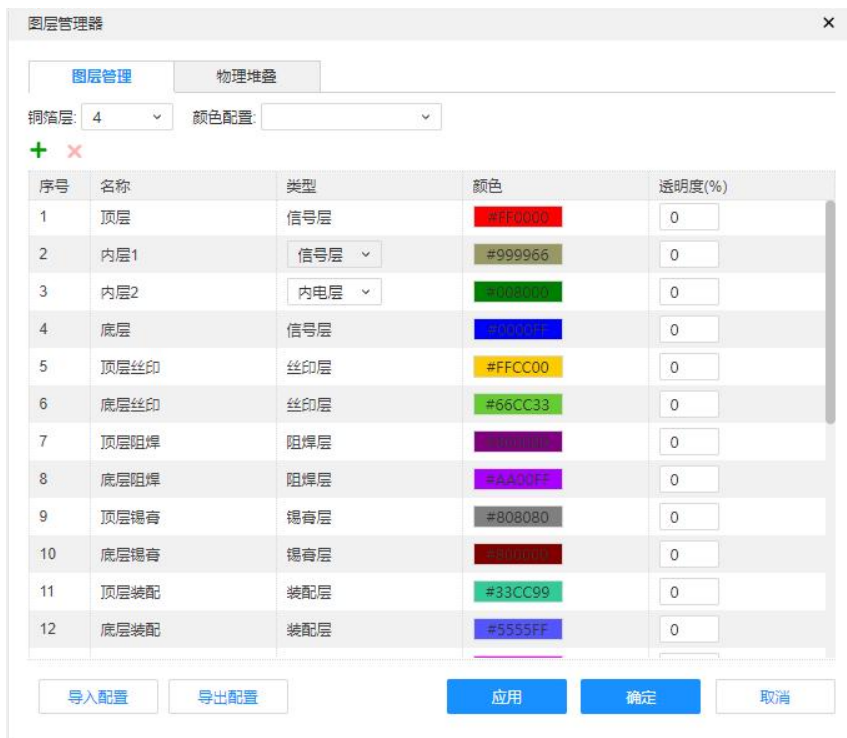 图层管理器
图层管理 物理堆叠
铜箔层: 4 颜色配置:
序号 名称 类型 颜色 透明度(%)
1 顶层 信号层 #FF0000 0
2 内层1 信号层 #999966 0
3 内层2 内电层 #008000 0
4 底层 信号层 #0000FF 0
5 顶层丝印 丝印层 #FFCC00 0
6 底层丝印 丝印层 #66CC33 0
7 顶层阻焊 阻焊层 #800080 0
8 底层阻焊 阻焊层 #AA00FF 0
9 顶层锡膏 锡膏层 #808080 0
10 底层锡膏 锡膏层 #800000 0
11 顶层装配 装配层 #33CC99 0
12 底层装配 装配层 #5555FF 0
导入配置 导出配置 应用 确定 取消